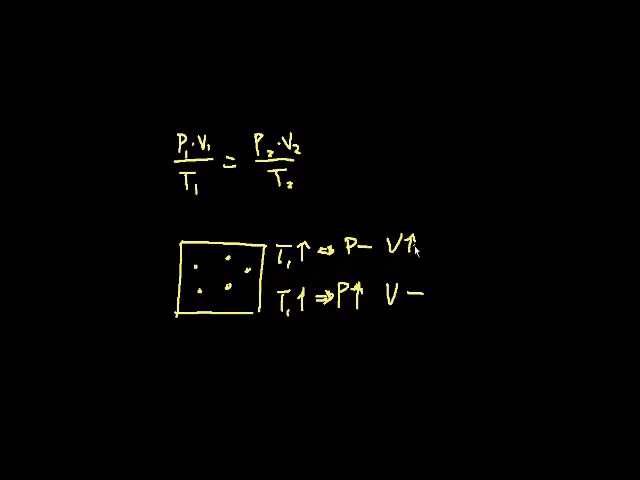 P₁·V₁/T₁ = P₂·V₂/T₂
T₁↑ ⇔ P− V↑
T₁↑ ⇒ P↑ V −